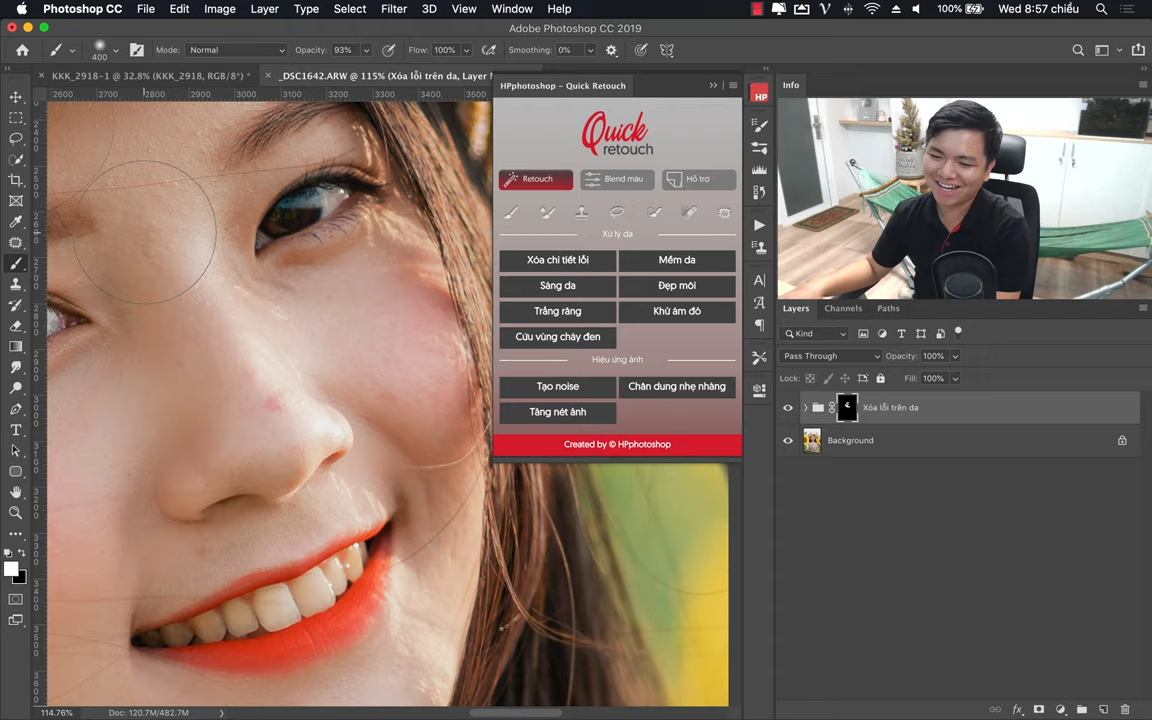 Photoshop CC File Edit Image Layer Type Select Filter 3D View Window Help 100% Wed 8:57 chiều
Adobe Photoshop CC 2019
400 Mode: Normal Opacity: 93% Flow: 100% Smoothing: 0%
KKK_2918-1 @ 32.8% (KKK_2918, RGB/8*) * _DSC1642.ARW @ 115% (Xóa lỗi trên da, Layer M
2600 2700 2800 2900 3000 3100 3200 3300 3400 3500
HPphotoshop - Quick Retouch
Quick
retouch
Retouch Blend màu Hỗ trợ
Xử lý da
Xóa chi tiết lỗi Mềm da
Sáng da Đẹp môi
Trắng răng Khử ám đỏ
Cứu vùng cháy đen
Hiệu ứng ảnh
Tạo noise Chân dung nhẹ nhàng
Tăng nét ảnh
Created by © HPphotoshop
HP
Info
Layers Channels Paths
Kind
Pass Through Opacity: 100%
Lock: Fill: 100%
Xóa lỗi trên da
Background
114.76% Doc: 120.7M/482.7M